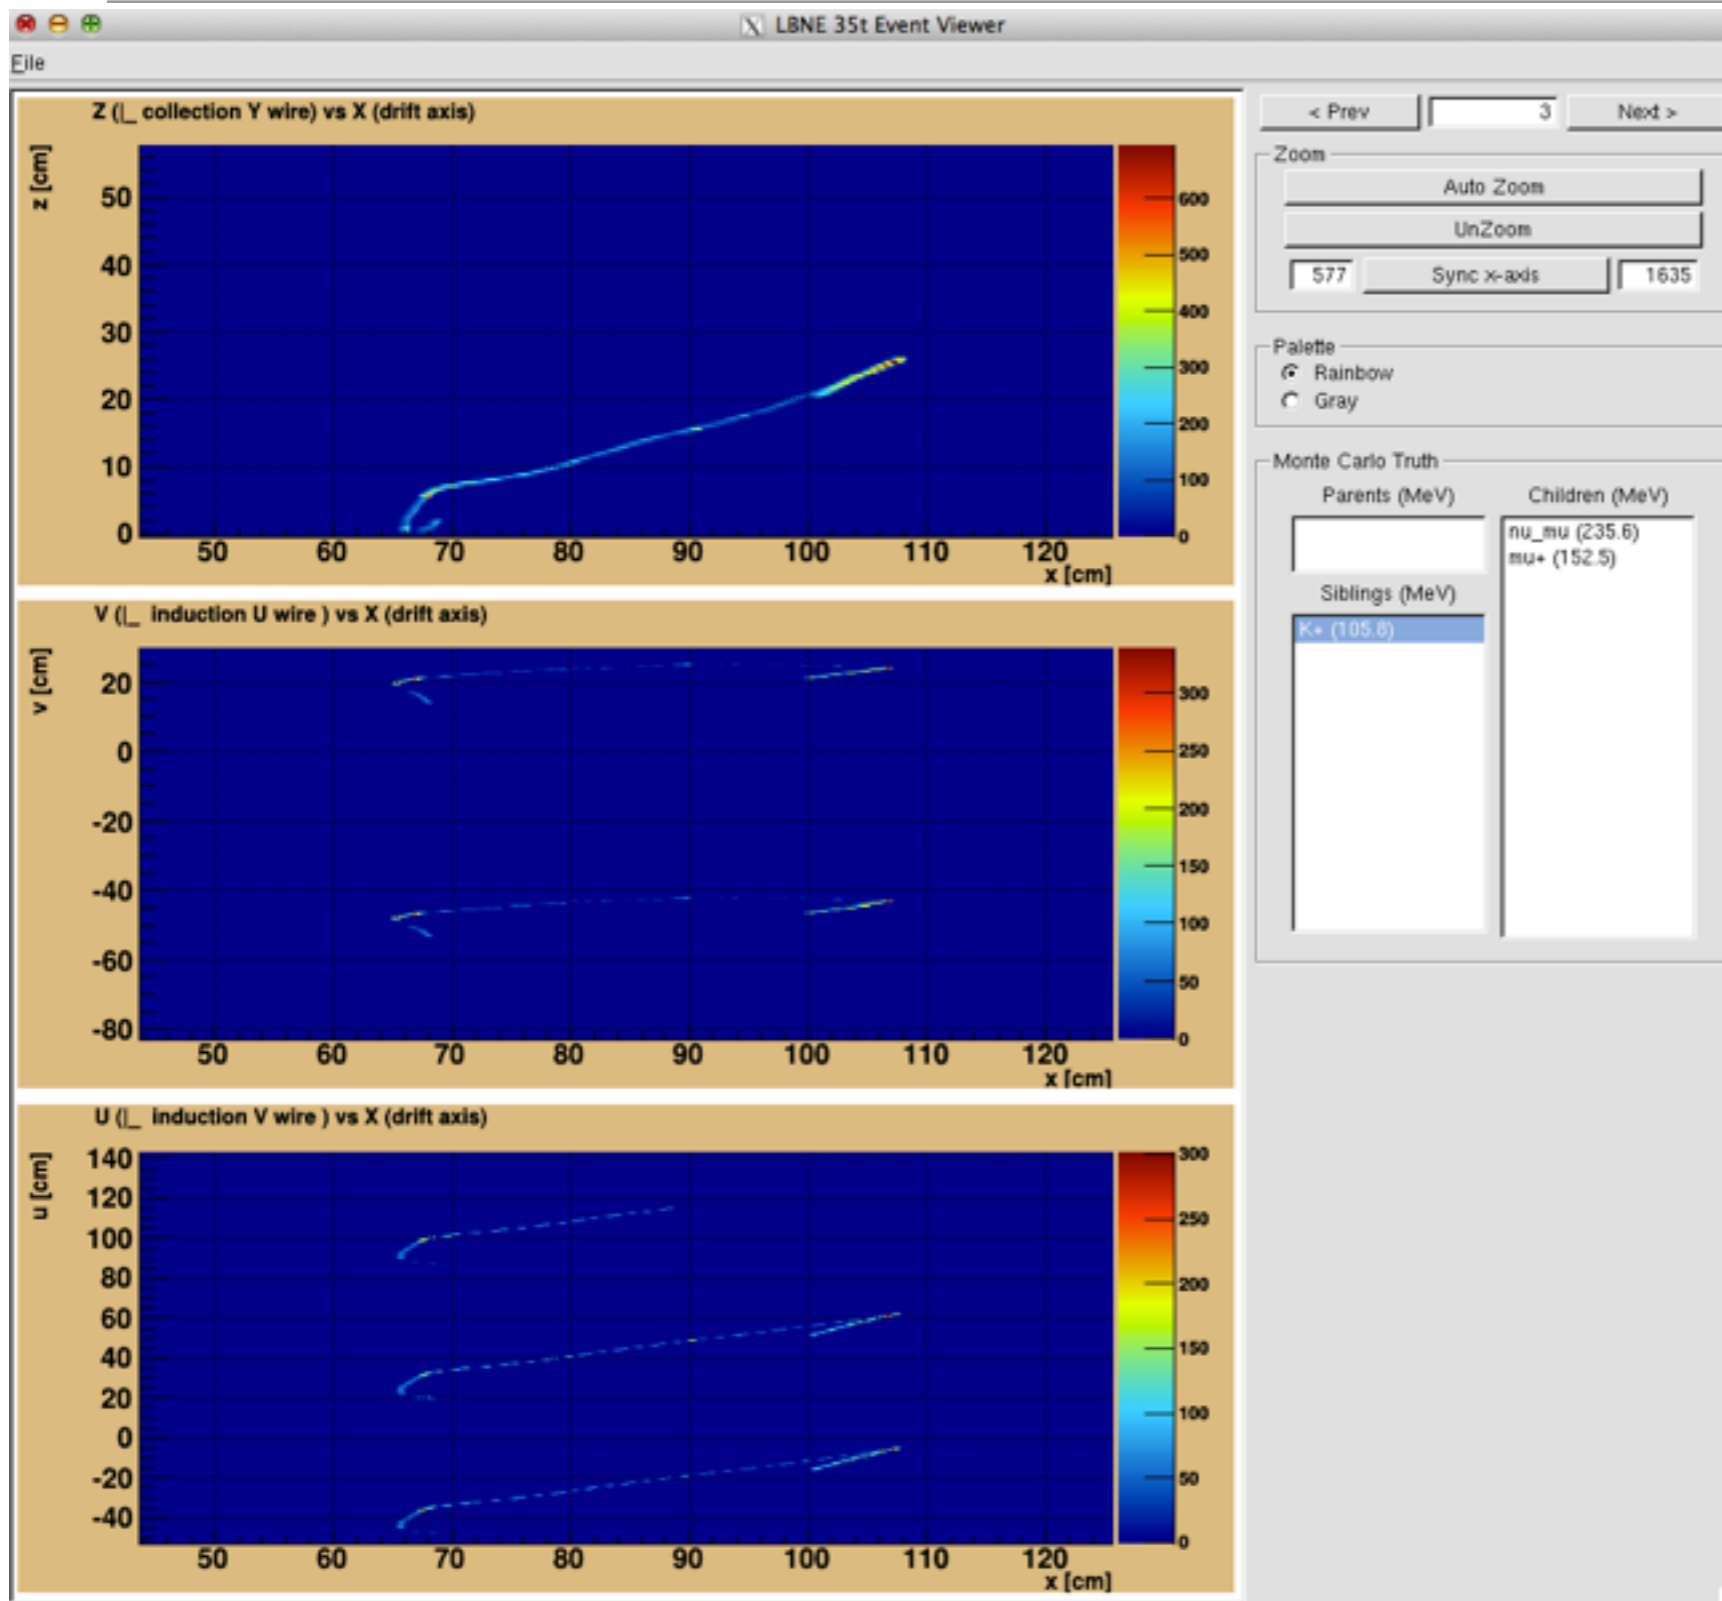 LBNE 35t Event Viewer
File
Z (|_ collection Y wire) vs X (drift axis)
z [cm]
50
40
30
20
10
0
50 60 70 80 90 100 110 120
x [cm]
600
500
400
300
200
100
0
V (|_ induction U wire ) vs X (drift axis)
v [cm]
20
0
-20
-40
-60
-80
50 60 70 80 90 100 110 120
x [cm]
300
250
200
150
100
50
0
U (|_ induction V wire ) vs X (drift axis)
u [cm]
140
120
100
80
60
40
20
0
-20
-40
50 60 70 80 90 100 110 120
x [cm]
300
250
200
150
100
50
0
< Prev 3 Next >
Zoom
Auto Zoom
UnZoom
577 Sync x-axis 1635
Palette
Rainbow
Gray
Monte Carlo Truth
Parents (MeV) Children (MeV)
nu_mu (235.6)
mu+ (152.5)
Siblings (MeV)
K+ (105.8)